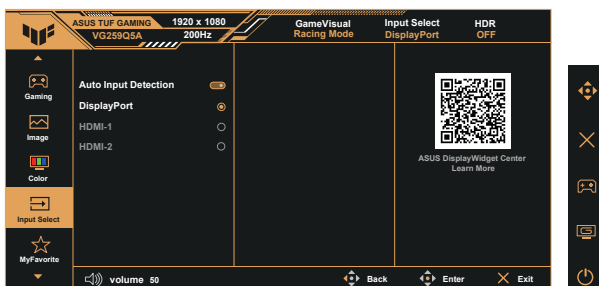 ASUS TUF GAMING 1920 x 1080 GameVisual Input Select HDR
VG259Q5A 200Hz Racing Mode DisplayPort OFF
Gaming
Image
Color
Input Select
MyFavorite
Auto Input Detection
DisplayPort
HDMI-1
HDMI-2
ASUS DisplayWidget Center
Learn More
volume 50 Back Enter Exit